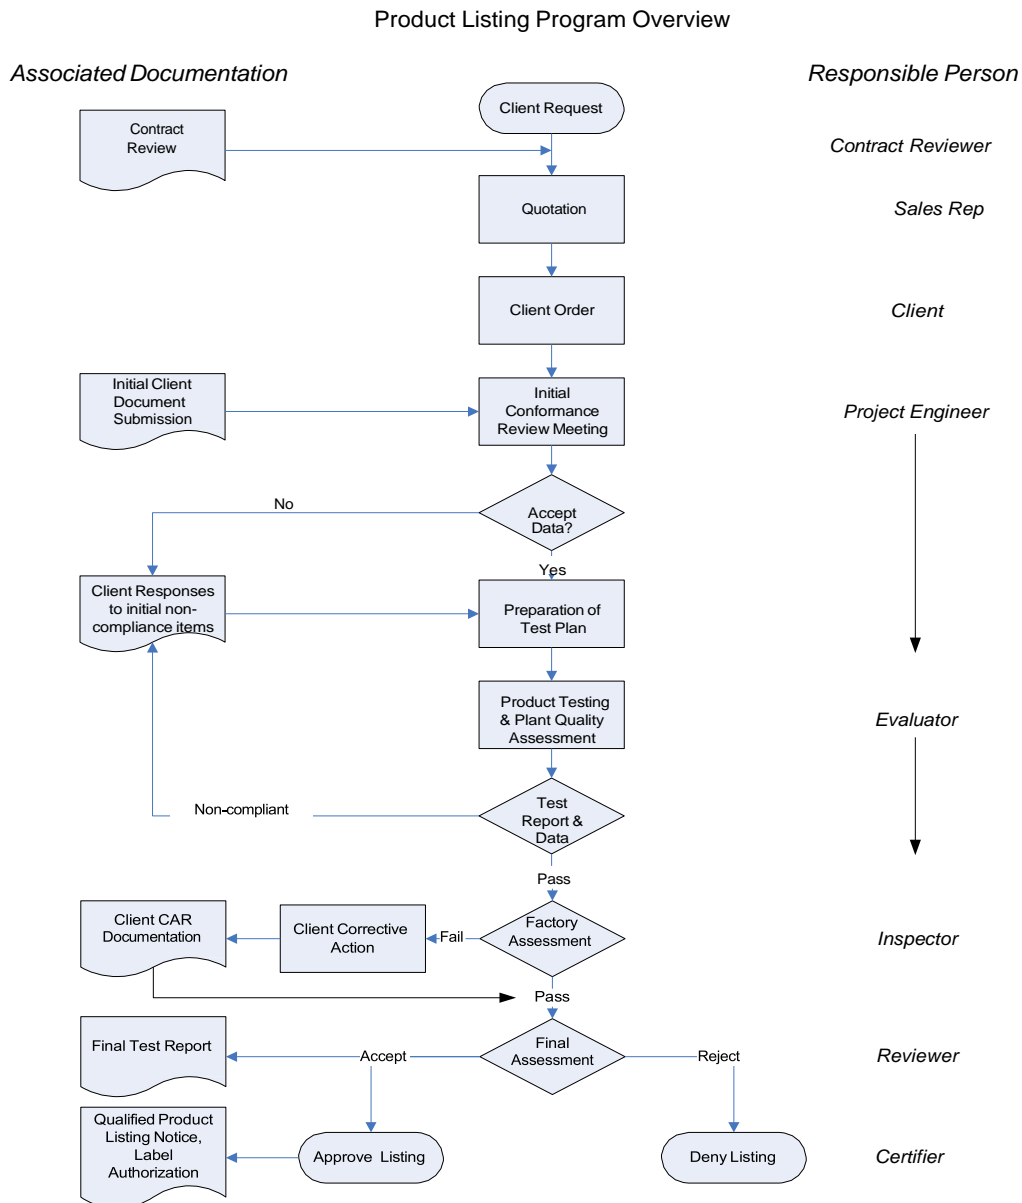 Product Listing Program Overview
Associated Documentation
Responsible Person
Client Request
Contract
Review
Contract Reviewer
Quotation
Sales Rep
Client Order
Client
Initial Client
Document
Submission
Initial
Conformance
Review Meeting
Project Engineer
No
Accept
Data?
Yes
Client Responses
to initial non-
compliance items
Preparation of
Test Plan
Product Testing
& Plant Quality
Assessment
Evaluator
Non-compliant
Test
Report &
Data
Pass
Client CAR
Documentation
Client Corrective
Action
Fail
Factory
Assessment
Inspector
Pass
Final Test Report
Accept
Final
Assessment
Reject
Reviewer
Qualified Product
Listing Notice,
Label
Authorization
Approve Listing
Deny Listing
Certifier